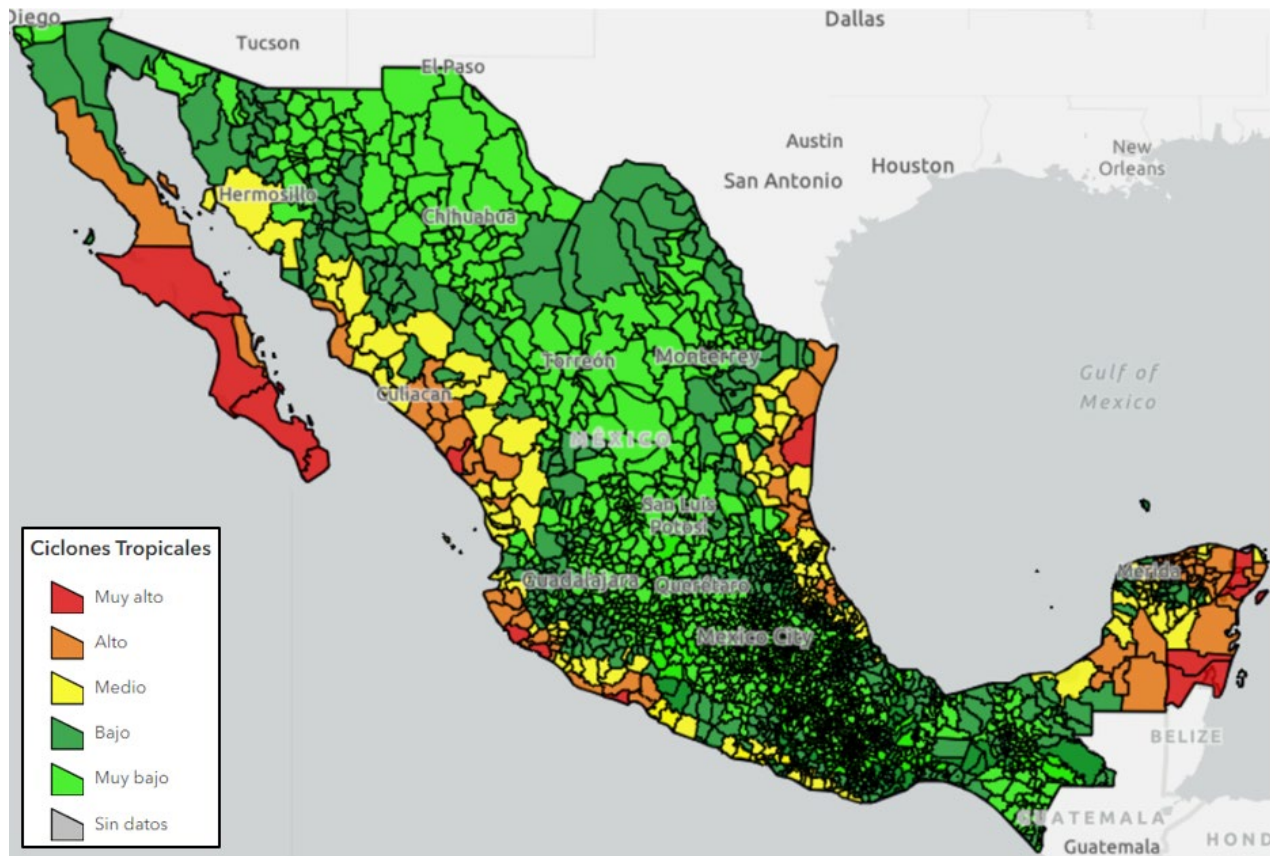 Diego
Dallas
Tucson
El Paso
Austin
Houston
New
Orleans
San Antonio
Hermosillo
Chihuahua
Torreón
Monterrey
Gulf of
Mexico
Culiacan
MÉXICO
San Luis
Potosí
Guadalajara
Querétaro
Merida
Mexico City
BELIZE
GUATEMALA
Guatemala
HOND
Ciclones Tropicales
Muy alto
Alto
Medio
Bajo
Muy bajo
Sin datos